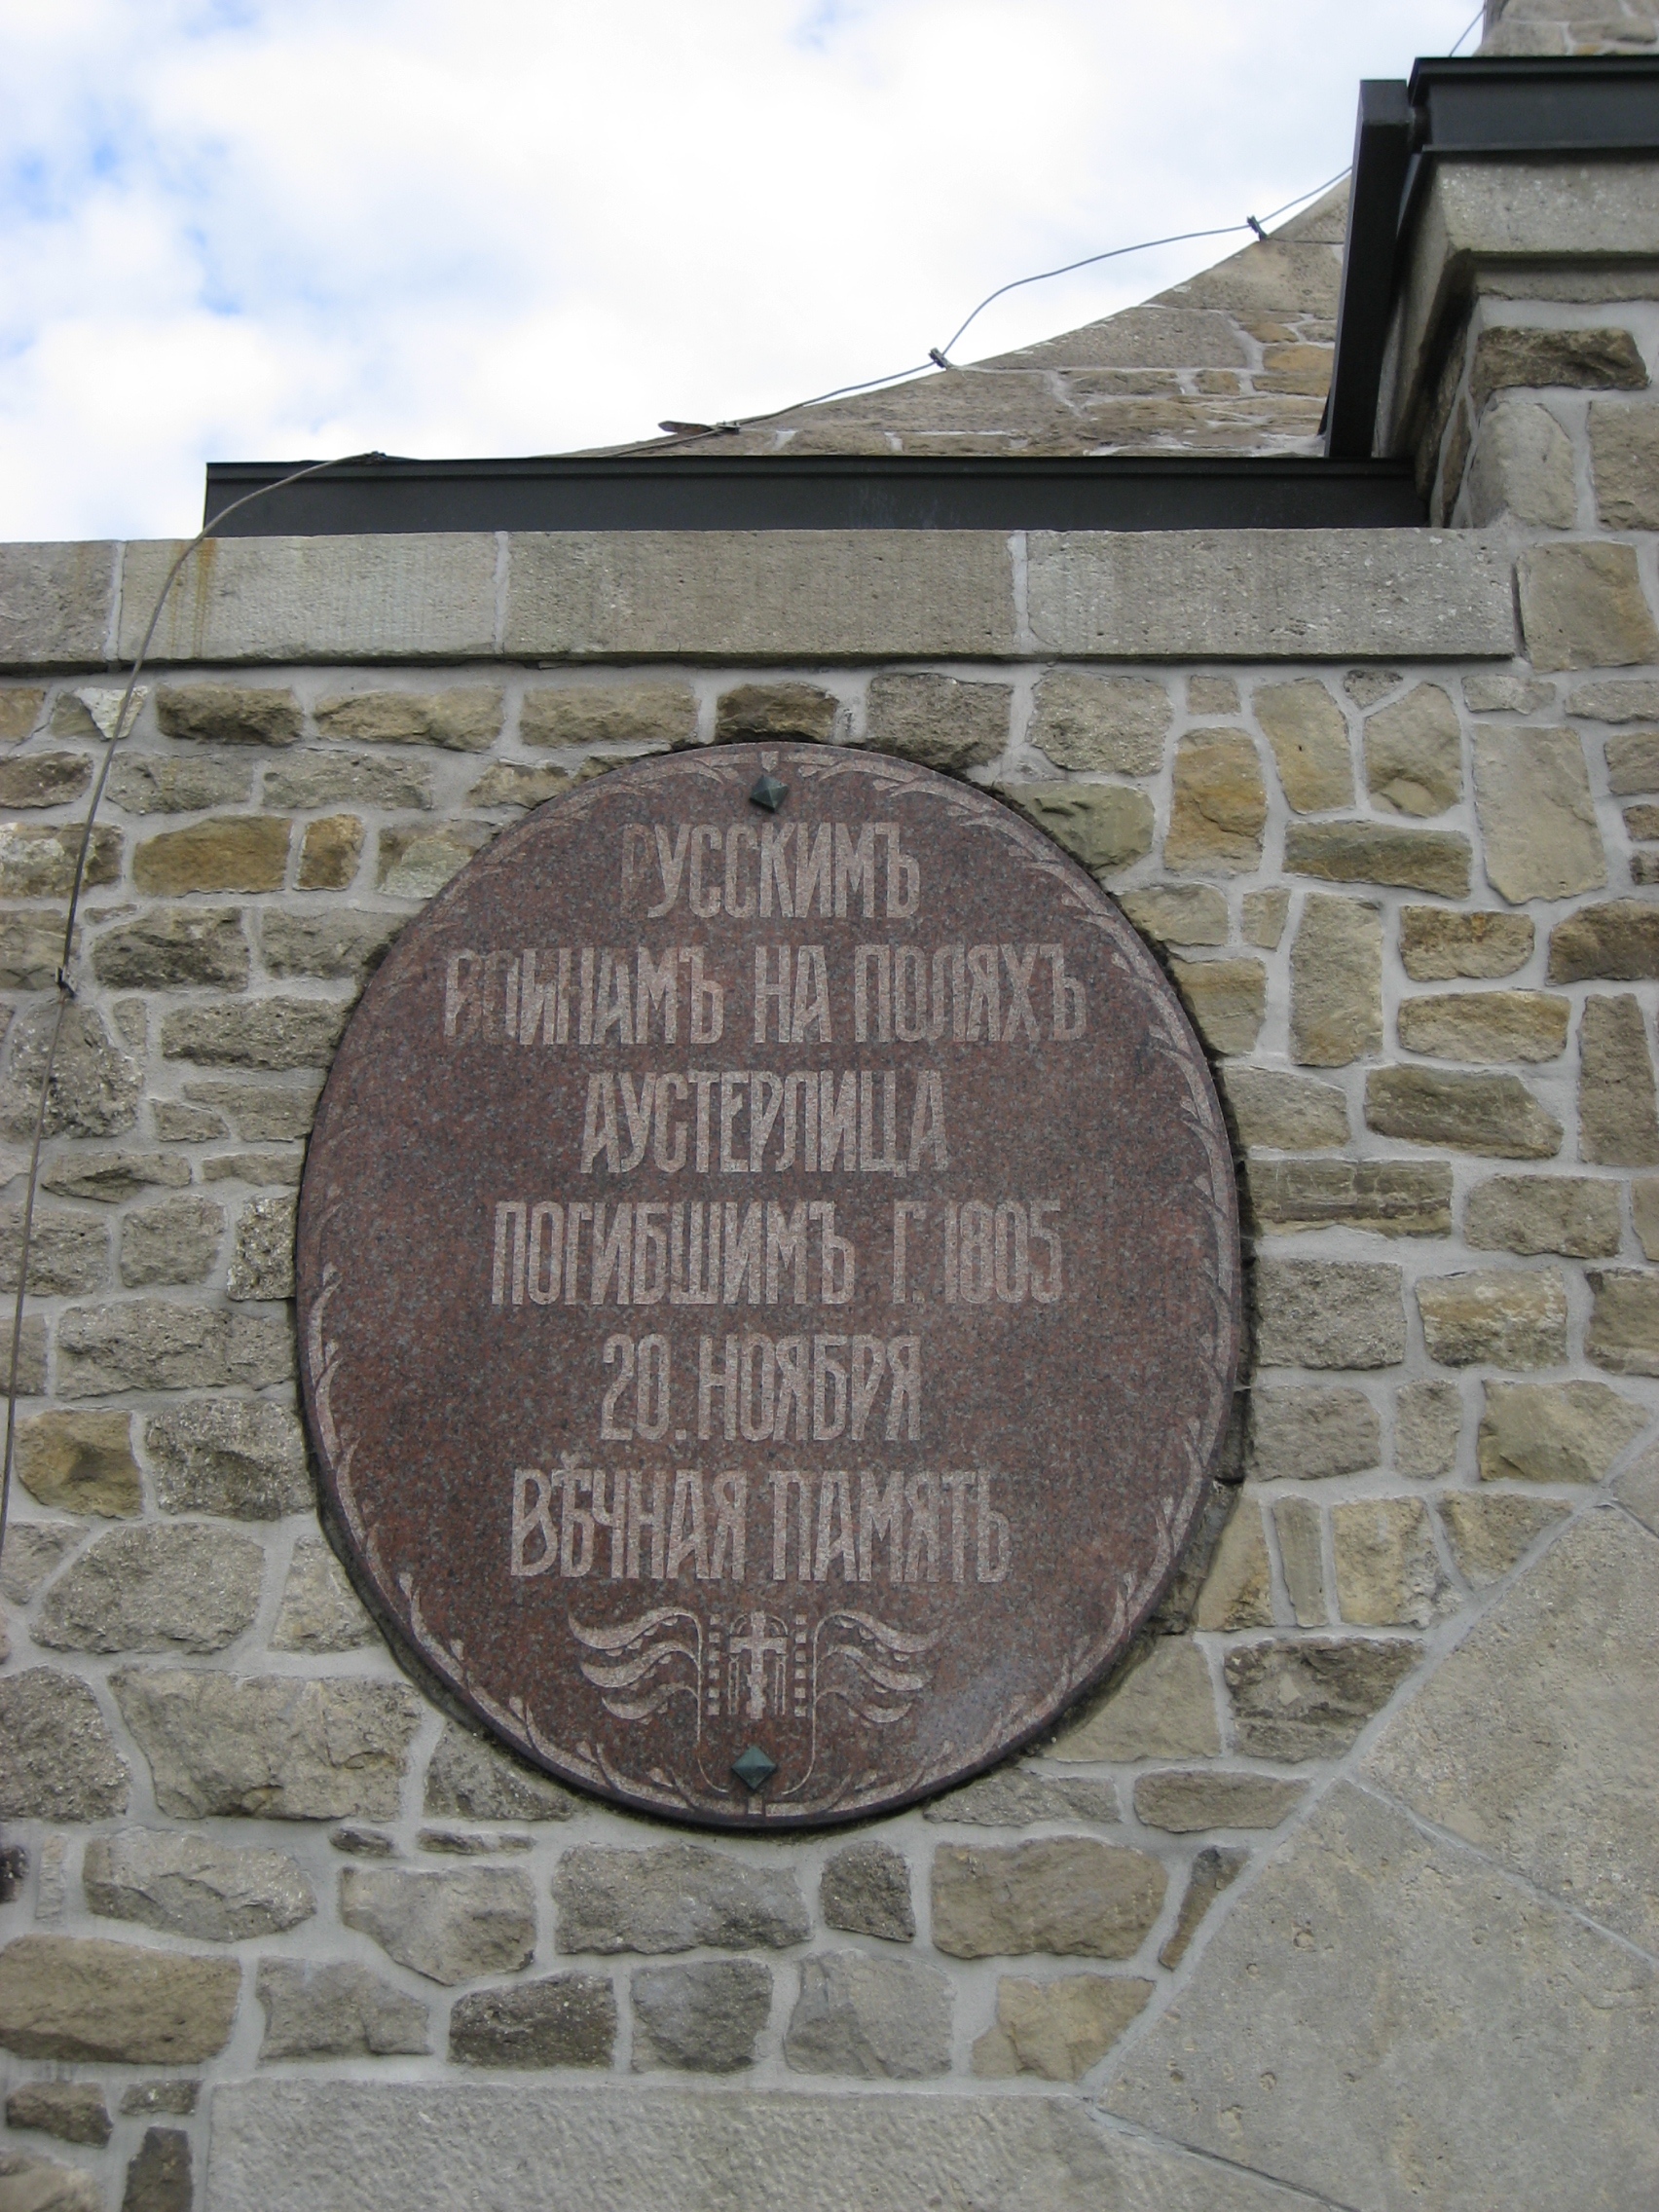 РУССКИМЪ
ВОИНАМЪ НА ПОЛЯХЪ
АУСТЕРЛИЦА
ПОГИБШИМЪ Г. 1805.
20. НОЯБРЯ
ВѢЧНАЯ ПАМЯТЬ